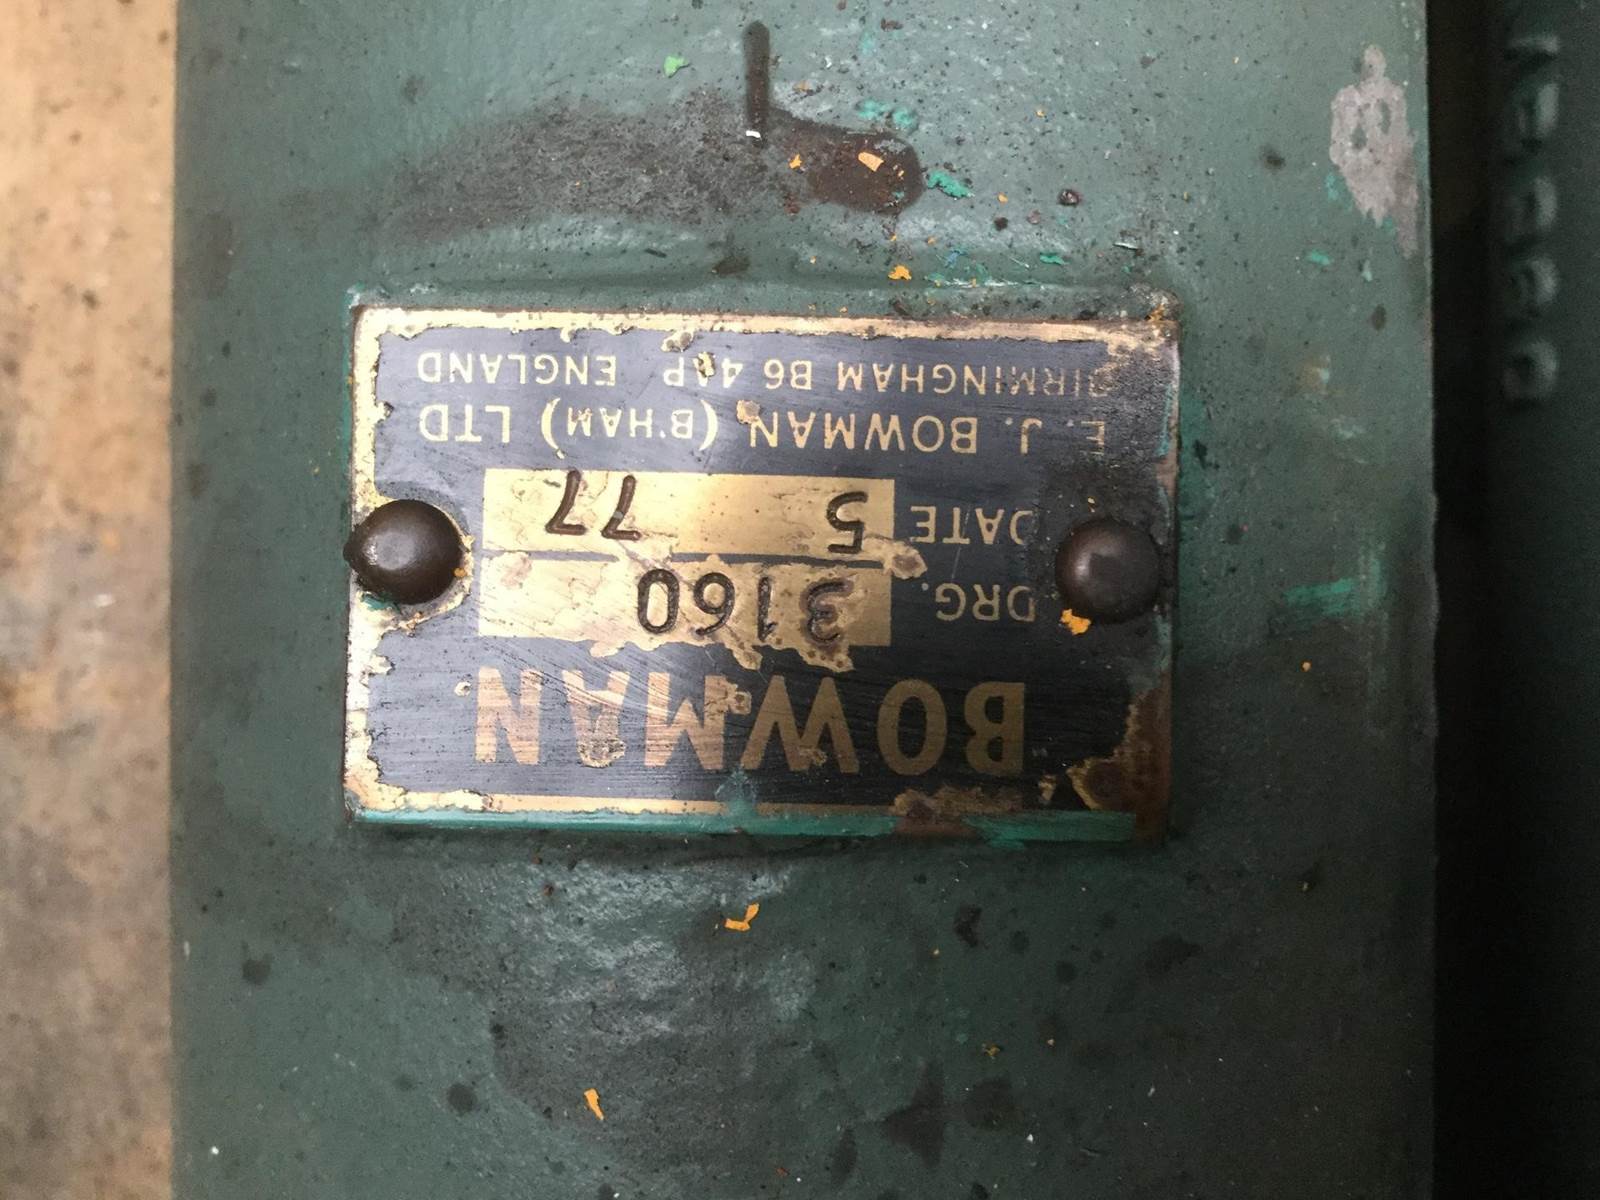 BOWMAN
DRG. 3160
DATE 5 77
E. J. BOWMAN (B'HAM) LTD
BIRMINGHAM B6 4AP ENGLAND